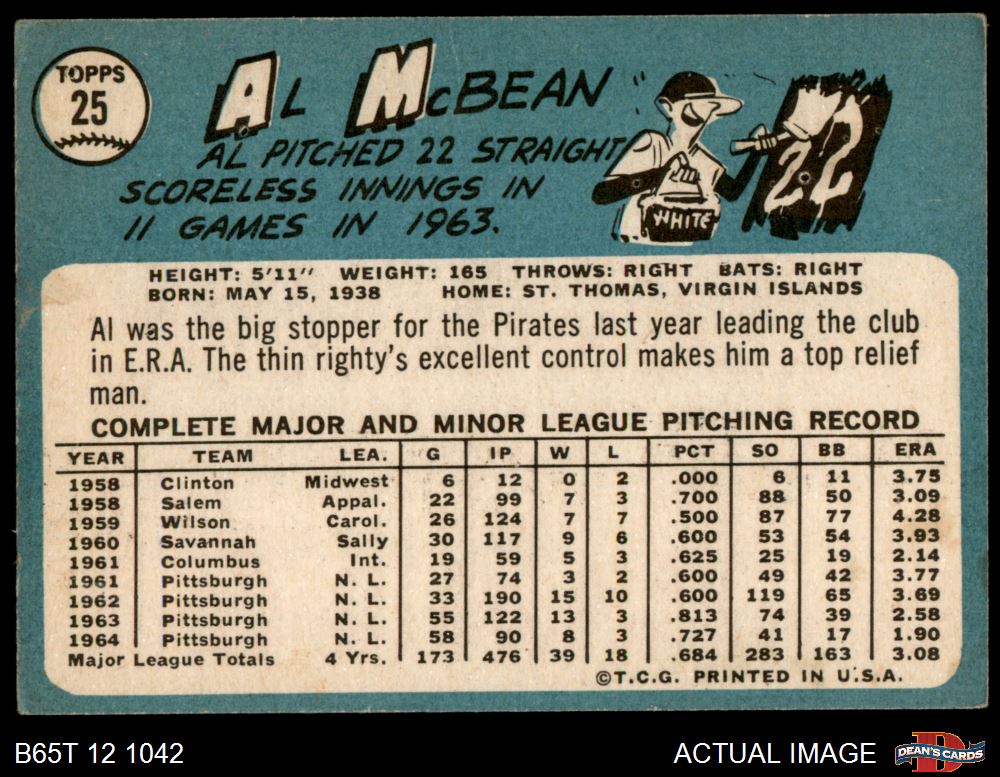 TOPPS
25
AL McBEAN
AL PITCHED 22 STRAIGHT
SCORELESS INNINGS IN
11 GAMES IN 1963.
WHITE
22
HEIGHT: 5'11" WEIGHT: 165 THROWS: RIGHT BATS: RIGHT
BORN: MAY 15, 1938 HOME: ST. THOMAS, VIRGIN ISLANDS
Al was the big stopper for the Pirates last year leading the club
in E.R.A. The thin righty's excellent control makes him a top relief
man.
COMPLETE MAJOR AND MINOR LEAGUE PITCHING RECORD
YEAR TEAM LEA. G IP W L PCT SO BB ERA
1958 Clinton Midwest 6 12 0 2 .000 6 11 3.75
1958 Salem Appal. 22 99 7 3 .700 88 50 3.09
1959 Wilson Carol. 26 124 7 7 .500 87 77 4.28
1960 Savannah Sally 30 117 9 6 .600 53 54 3.93
1961 Columbus Int. 19 59 5 3 .625 25 19 2.14
1961 Pittsburgh N. L. 27 74 3 2 .600 49 42 3.77
1962 Pittsburgh N. L. 33 190 15 10 .600 119 65 3.69
1963 Pittsburgh N. L. 55 122 13 3 .813 74 39 2.58
1964 Pittsburgh N. L. 58 90 8 3 .727 41 17 1.90
Major League Totals 4 Yrs. 173 476 39 18 .684 283 163 3.08
©T.C.G. PRINTED IN U.S.A.
B65T 12 1042
ACTUAL IMAGE
D
DEAN'S CARDS